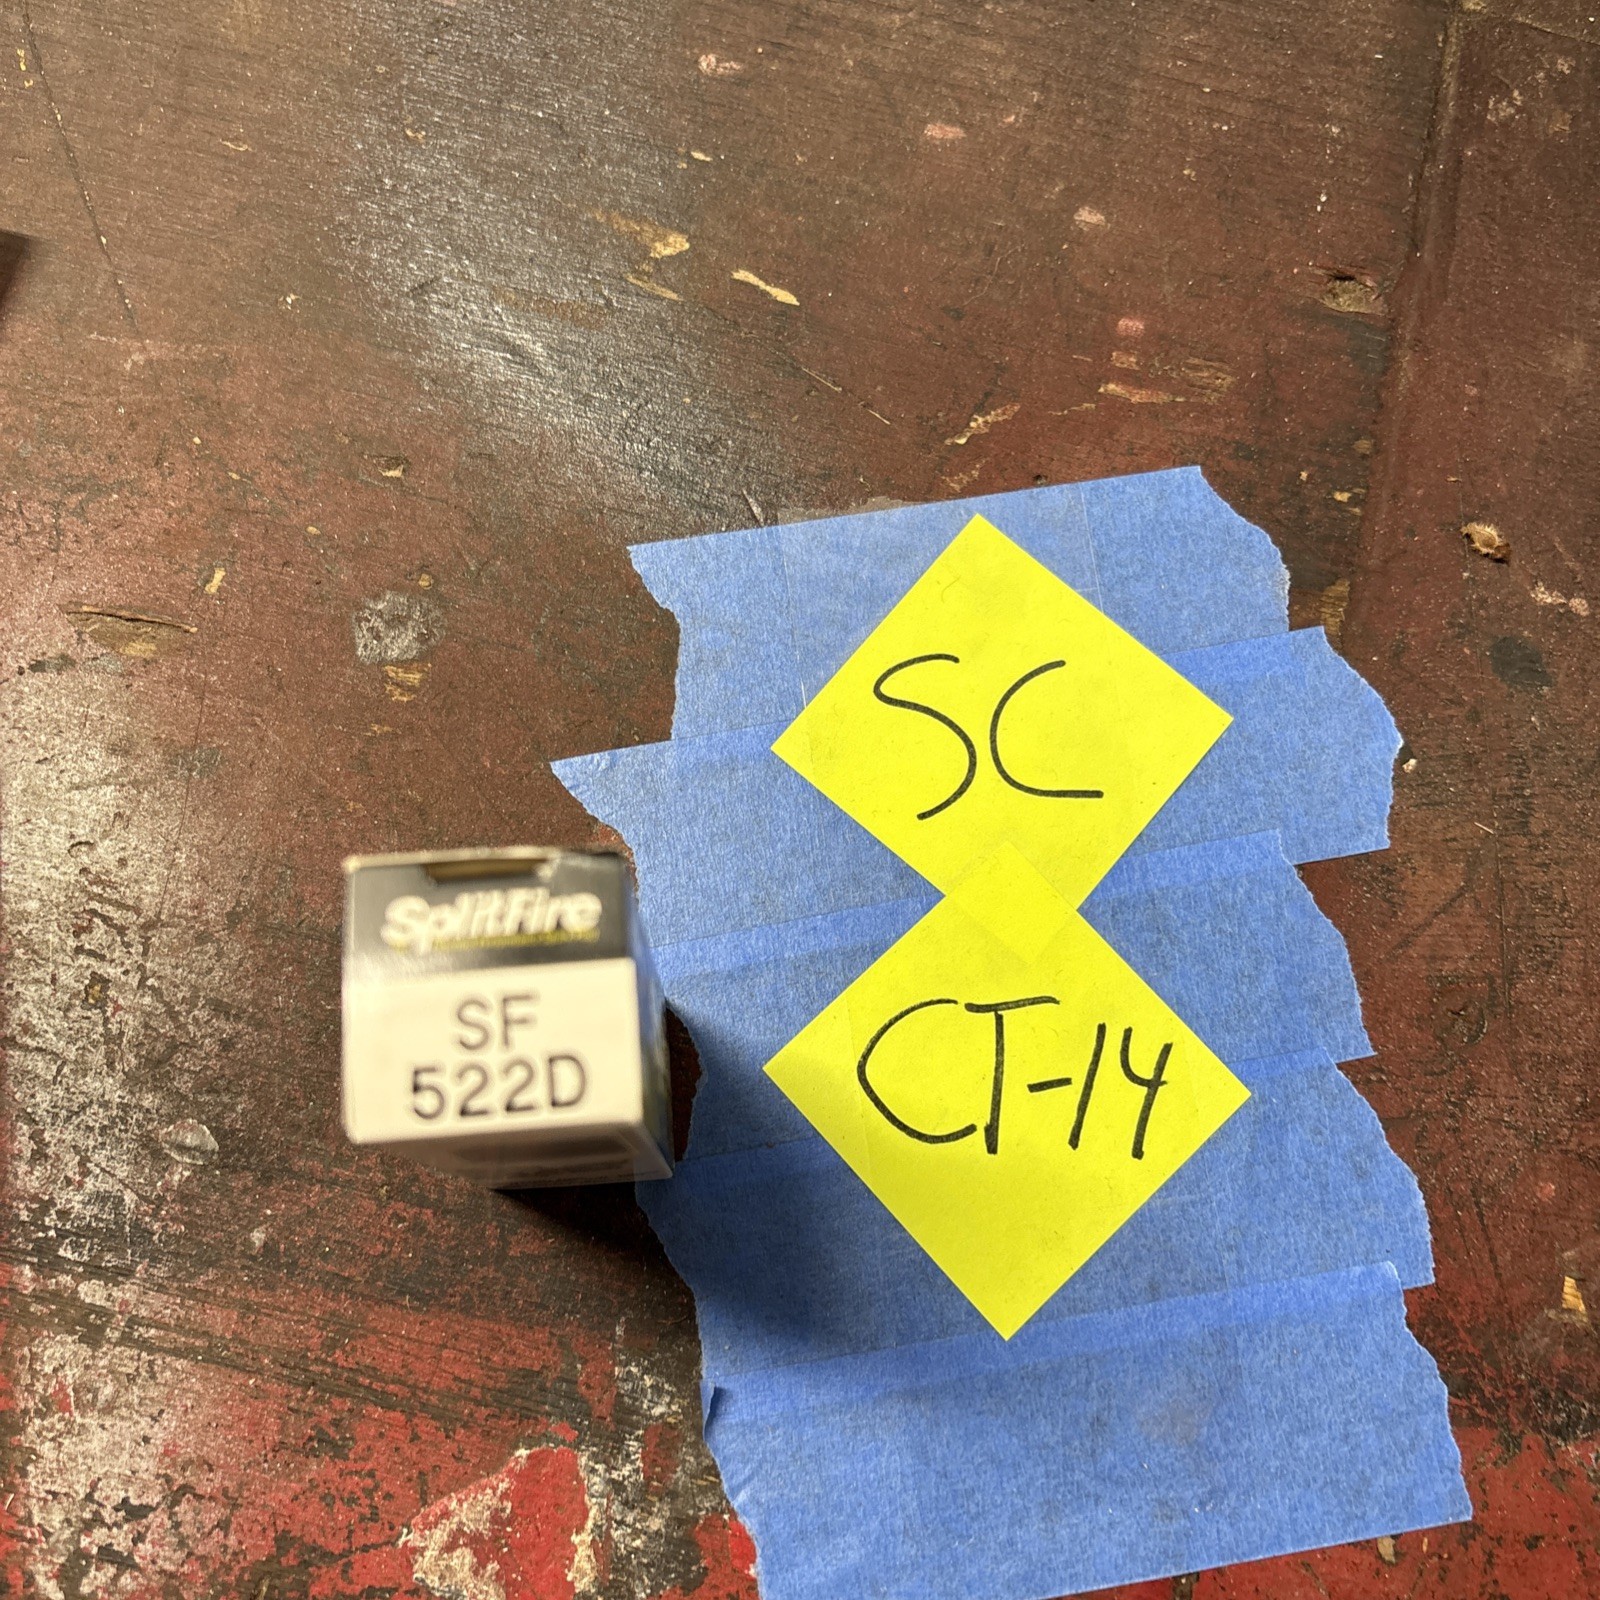 SplitFire
SF
522D
SC
CT-14